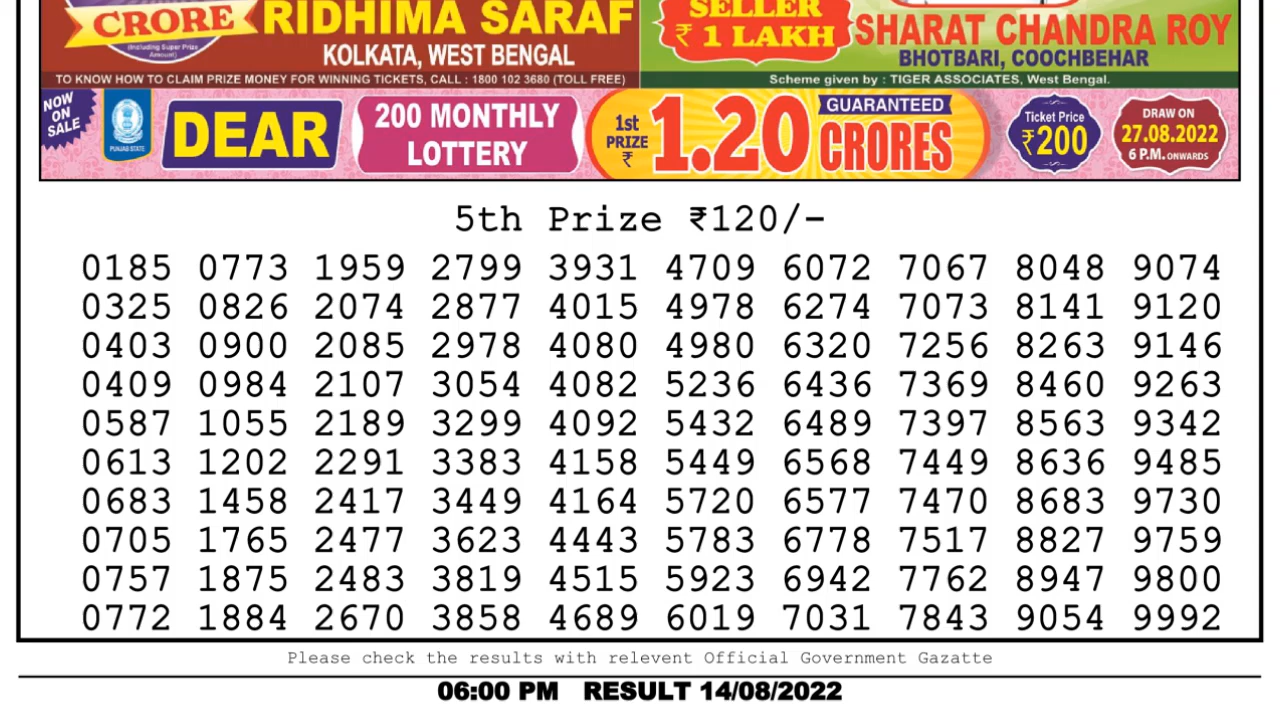 CRORE
(Including Super Prize Amount)
RIDHIMA SARAF
KOLKATA, WEST BENGAL
TO KNOW HOW TO CLAIM PRIZE MONEY FOR WINNING TICKETS, CALL : 1800 102 3680 (TOLL FREE)
SELLER
₹ 1 LAKH
SHARAT CHANDRA ROY
BHOTBARI, COOCHBEHAR
Scheme given by : TIGER ASSOCIATES, West Bengal.
NOW ON SALE
PUNJAB STATE
DEAR
200 MONTHLY
LOTTERY
1st PRIZE ₹
1.20
GUARANTEED
CRORES
Ticket Price
₹200
DRAW ON
27.08.2022
6 P.M. ONWARDS
5th Prize ₹120/-
0185 0773 1959 2799 3931 4709 6072 7067 8048 9074
0325 0826 2074 2877 4015 4978 6274 7073 8141 9120
0403 0900 2085 2978 4080 4980 6320 7256 8263 9146
0409 0984 2107 3054 4082 5236 6436 7369 8460 9263
0587 1055 2189 3299 4092 5432 6489 7397 8563 9342
0613 1202 2291 3383 4158 5449 6568 7449 8636 9485
0683 1458 2417 3449 4164 5720 6577 7470 8683 9730
0705 1765 2477 3623 4443 5783 6778 7517 8827 9759
0757 1875 2483 3819 4515 5923 6942 7762 8947 9800
0772 1884 2670 3858 4689 6019 7031 7843 9054 9992
Please check the results with relevent Official Government Gazatte
06:00 PM RESULT 14/08/2022